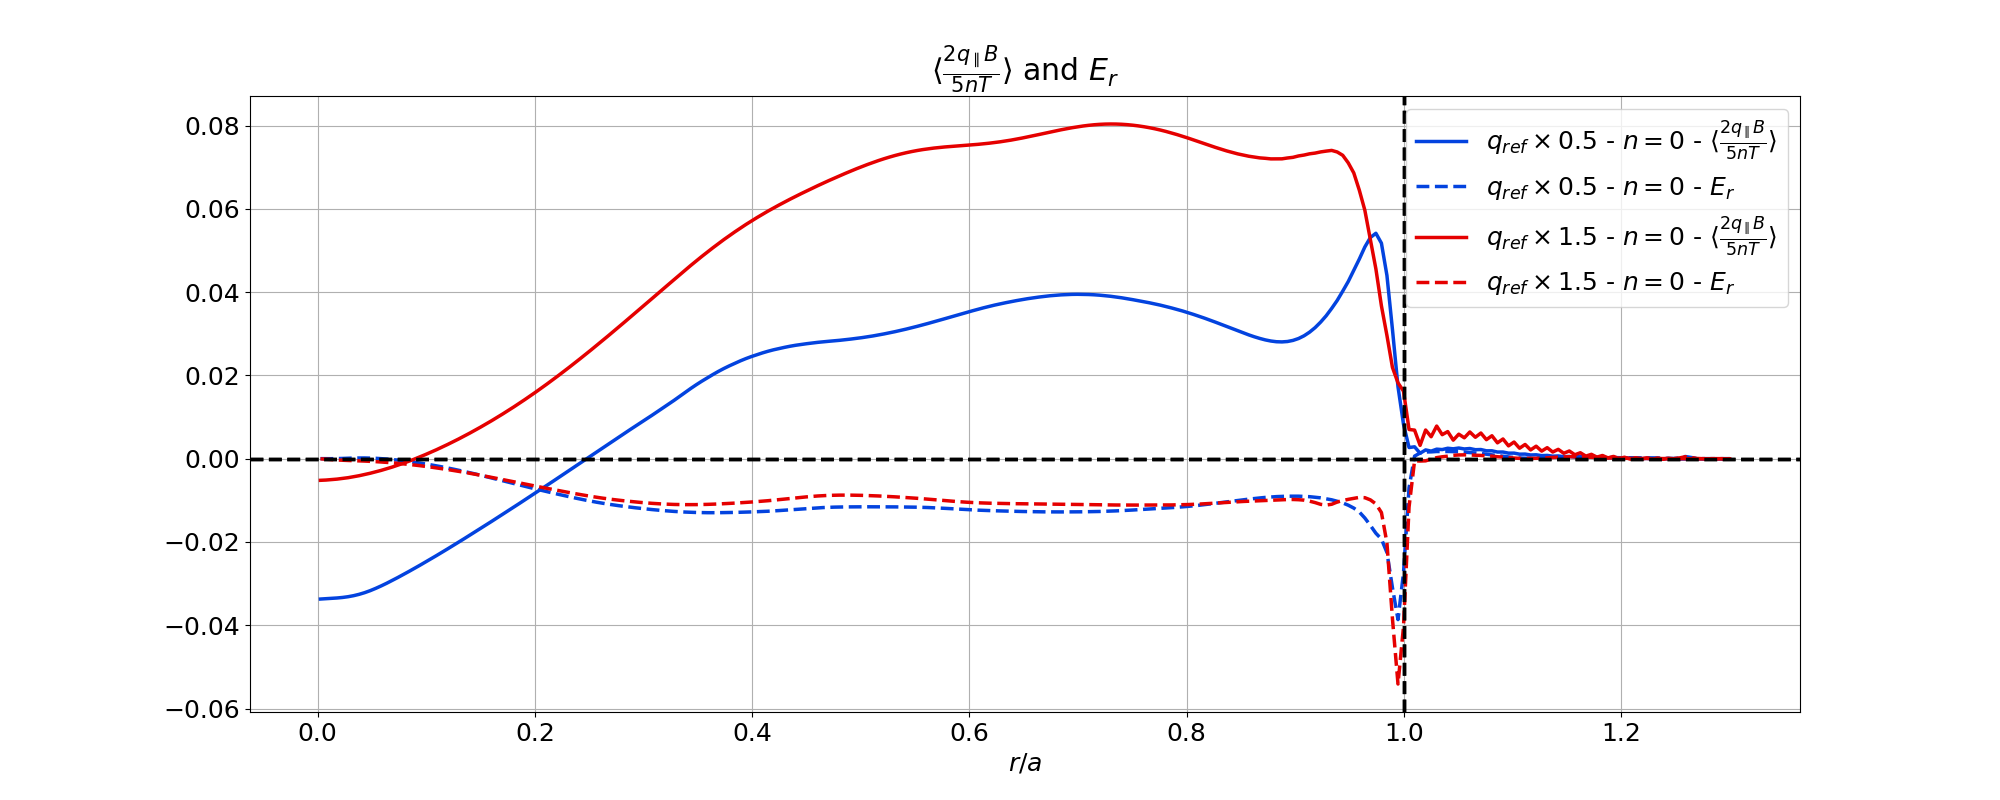 ⟨2q∥B/5nT⟩ and E_r
0.08
0.06
0.04
0.02
0.00
−0.02
−0.04
−0.06
q_ref × 0.5 - n = 0 - ⟨2q∥B/5nT⟩
q_ref × 0.5 - n = 0 - E_r
q_ref × 1.5 - n = 0 - ⟨2q∥B/5nT⟩
q_ref × 1.5 - n = 0 - E_r
0.0 0.2 0.4 0.6 0.8 1.0 1.2
r/a